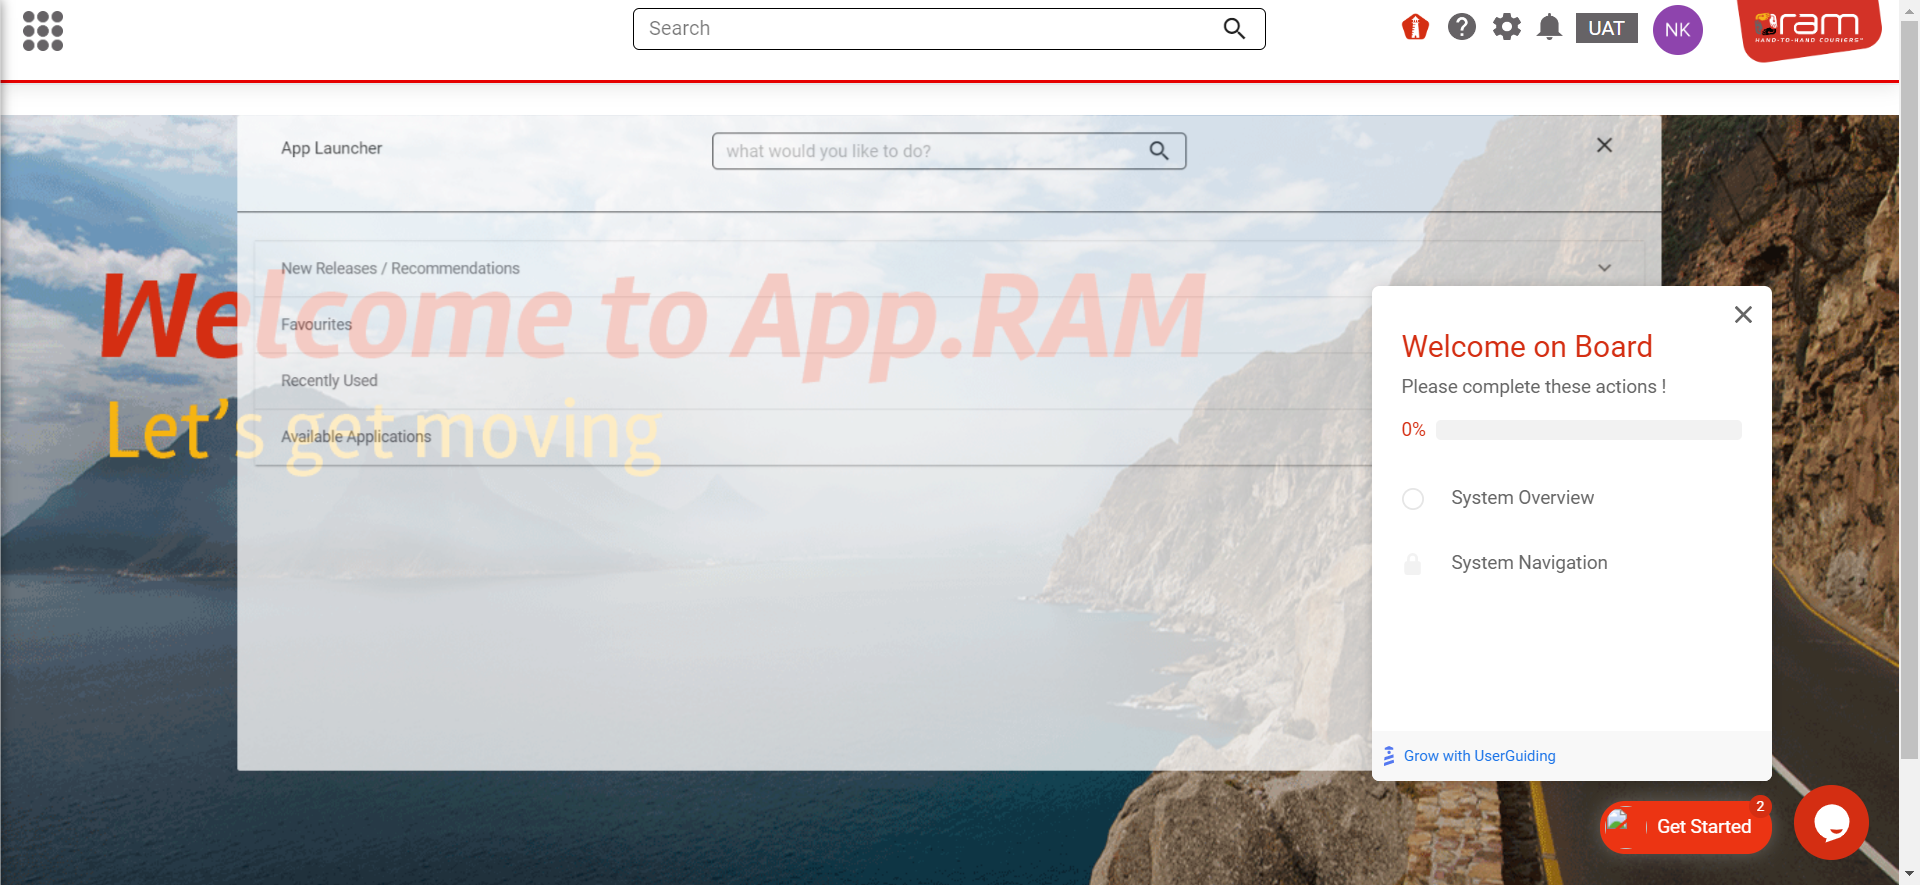 Search
UAT
NK
ram
HAND-TO-HAND COURIERS™
App Launcher
what would you like to do?
New Releases / Recommendations
Welcome to App.RAM
Favourites
Recently Used
Let's get moving
Available Applications
Welcome on Board
Please complete these actions !
0%
System Overview
System Navigation
Grow with UserGuiding
Get Started
2